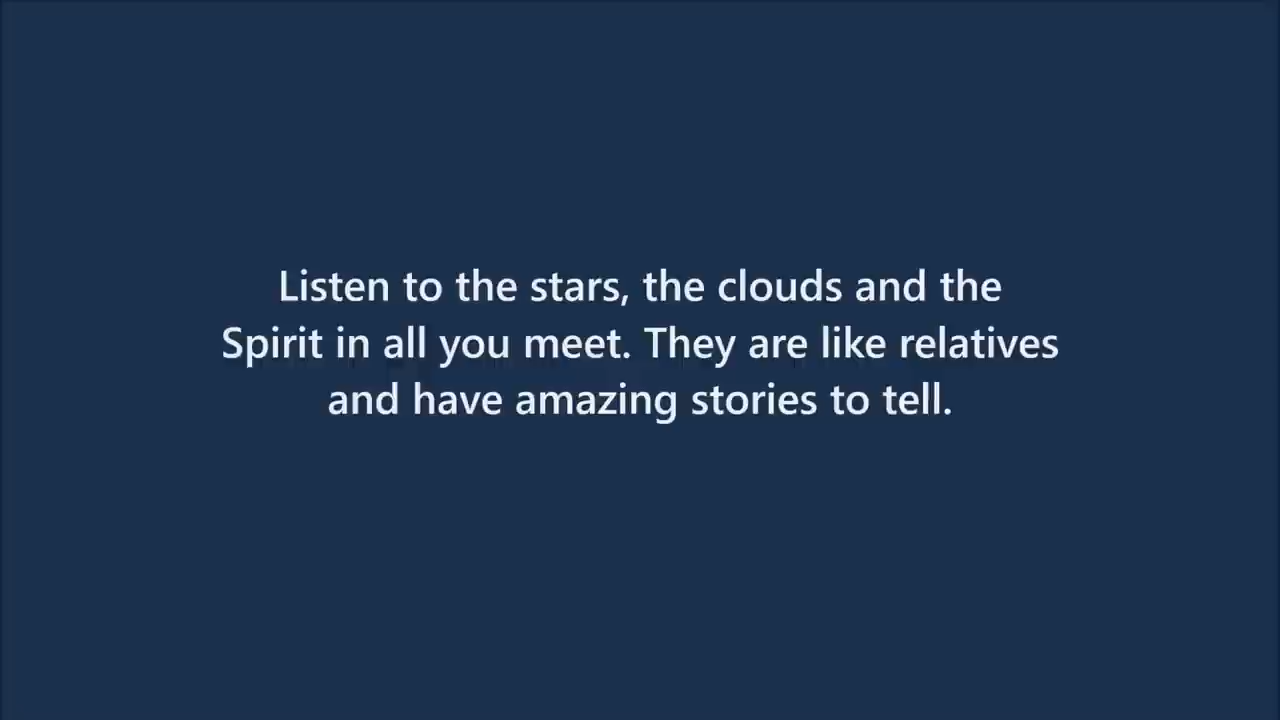 Listen to the stars, the clouds and the
Spirit in all you meet. They are like relatives
and have amazing stories to tell.